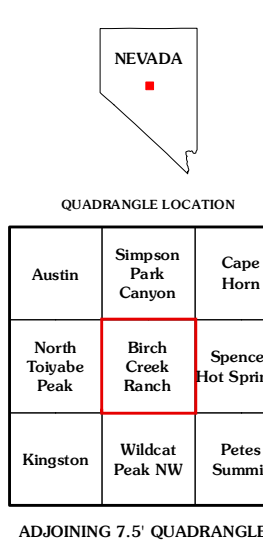 NEVADA
QUADRANGLE LOCATION
Austin
Simpson
Park
Canyon
Cape
Horn
North
Toiyabe
Peak
Birch
Creek
Ranch
Spence
Hot Sprin
Kingston
Wildcat
Peak NW
Petes
Summi
ADJOINING 7.5' QUADRANGLE